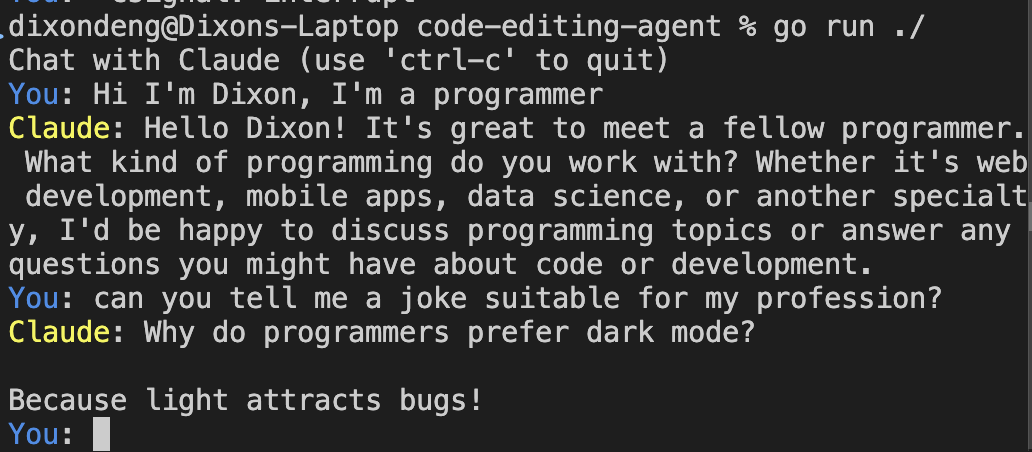 dixondeng@Dixons-Laptop code-editing-agent % go run ./
Chat with Claude (use 'ctrl-c' to quit)
You: Hi I'm Dixon, I'm a programmer
Claude: Hello Dixon! It's great to meet a fellow programmer.
What kind of programming do you work with? Whether it's web
development, mobile apps, data science, or another specialt
y, I'd be happy to discuss programming topics or answer any
questions you might have about code or development.
You: can you tell me a joke suitable for my profession?
Claude: Why do programmers prefer dark mode?
Because light attracts bugs!
You: